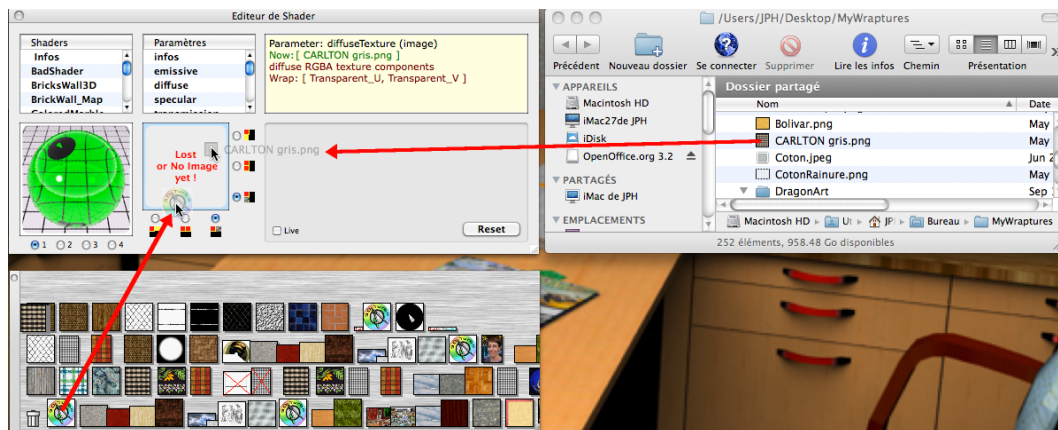 Editeur de Shader
Shaders
Infos
BadShader
BricksWall3D
BrickWall_Map
ColoredMarble
Paramètres
infos
emissive
diffuse
specular
transmission
Parameter: diffuseTexture (image)
Now: [ CARLTON gris.png ]
diffuse RGBA texture components
Wrap: [ Transparent_U, Transparent_V ]
Lost
or No Image
yet !
CARLTON gris.png
1 2 3 4
Live
Reset
/Users/JPH/Desktop/MyWraptures
Précédent Nouveau dossier Se connecter Supprimer Lire les infos Chemin Présentation
APPAREILS
Macintosh HD
iMac27de JPH
iDisk
OpenOffice.org 3.2
PARTAGÉS
iMac de JPH
EMPLACEMENTS
Dossier partagé
Nom Date
Bolivar.png May
CARLTON gris.png May
Coton.jpeg Jun 2
CotonRainure.png May
DragonArt Sep
Macintosh HD Ut JP Bureau MyWraptures
252 éléments, 958.48 Go disponibles